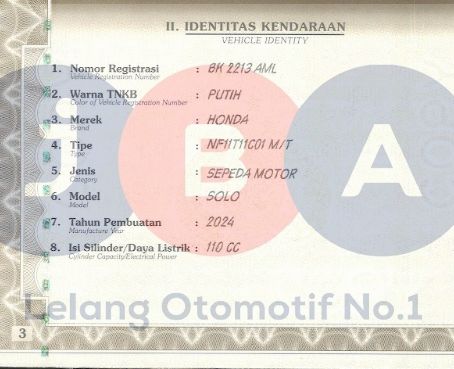 II. IDENTITAS KENDARAAN
VEHICLE IDENTITY
1. Nomor Registrasi : BK 2213 AML
Vehicle Registration Number
2. Warna TNKB : PUTIH
Color of Vehicle Registration Number
3. Merek : HONDA
Brand
4. Tipe : NF11T11C01 M/T
Type
5. Jenis : SEPEDA MOTOR
Category
6. Model : SOLO
Model
7. Tahun Pembuatan : 2024
Manufacture Year
8. Isi Silinder/Daya Listrik : 110 CC
Cylinder Capacity/Electrical Power
j B A
Lelang Otomotif No.1
3